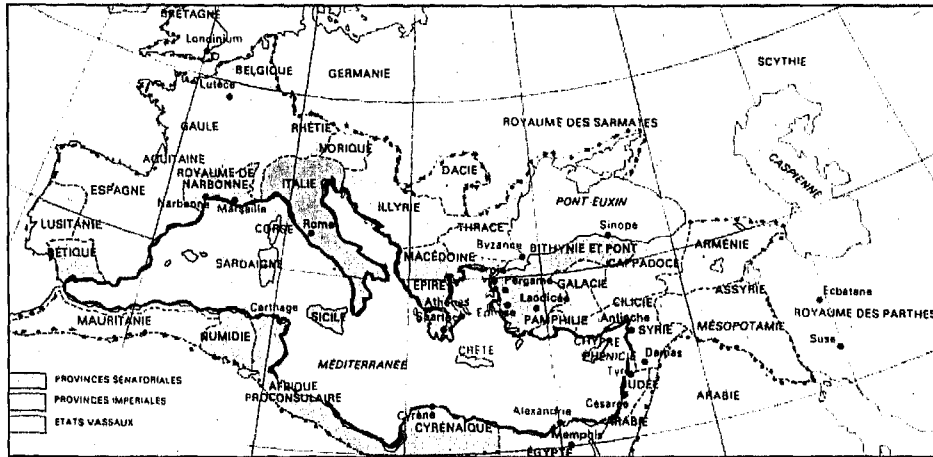 BRETAGNE
Londinium
BELGIQUE
GERMANIE
SCYTHIE
Lutèce
GAULE
RHÉTIE
ROYAUME DES SARMATES
NORIQUE
AQUITAINE
ROYAUME DE
NARBONNE
ITALIE
DACIE
CASPIENNE
ESPAGNE
Narbonne
Marseille
ILLYRIE
PONT-EUXIN
LUSITANIE
CORSE
Rome
THRACE
Sinope
Byzance
BITHYNIE ET PONT
ARMÉNIE
BÉTIQUE
SARDAIGNE
MACÉDOINE
CAPPADOCE
ÉPIRE
Pergame
GALACIE
ASSYRIE
Ecbatane
Athènes
Laodicée
CILICIE
ROYAUME DES PARTHES
Carthage
SICILE
PAMPHILIE
Antioche
MAURITANIE
SYRIE
MÉSOPOTAMIE
NUMIDIE
CRÈTE
CHYPRE
Suse
MÉDITERRANÉE
PHÉNICIE
Damas
Tyr
PROVINCES SÉNATORIALES
AFRIQUE
PROCONSULAIRE
JUDÉE
ARABIE
PROVINCES IMPÉRIALES
Césarée
Cyrène
Alexandrie
ARABIE
ETATS VASSAUX
CYRÉNAÏQUE
Memphis
ÉGYPTE